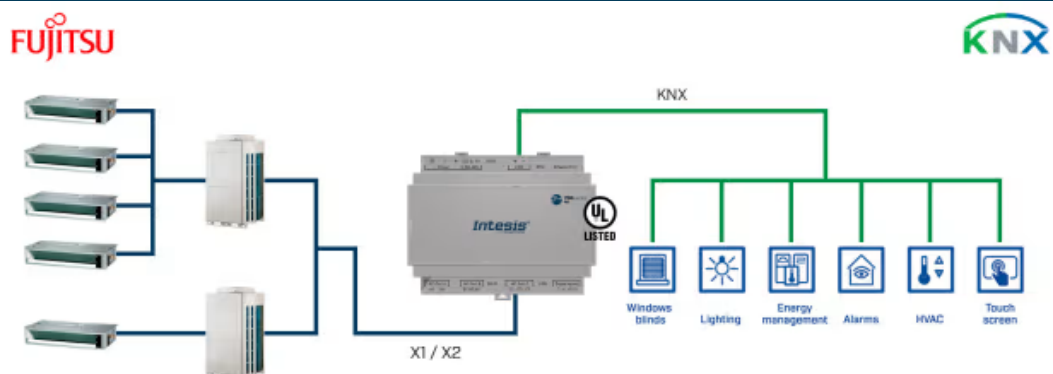 FUJITSU
KNX
KNX
Intesis
UL
LISTED
Windows
blinds
Lighting
Energy
management
Alarms
HVAC
Touch
screen
X1 / X2